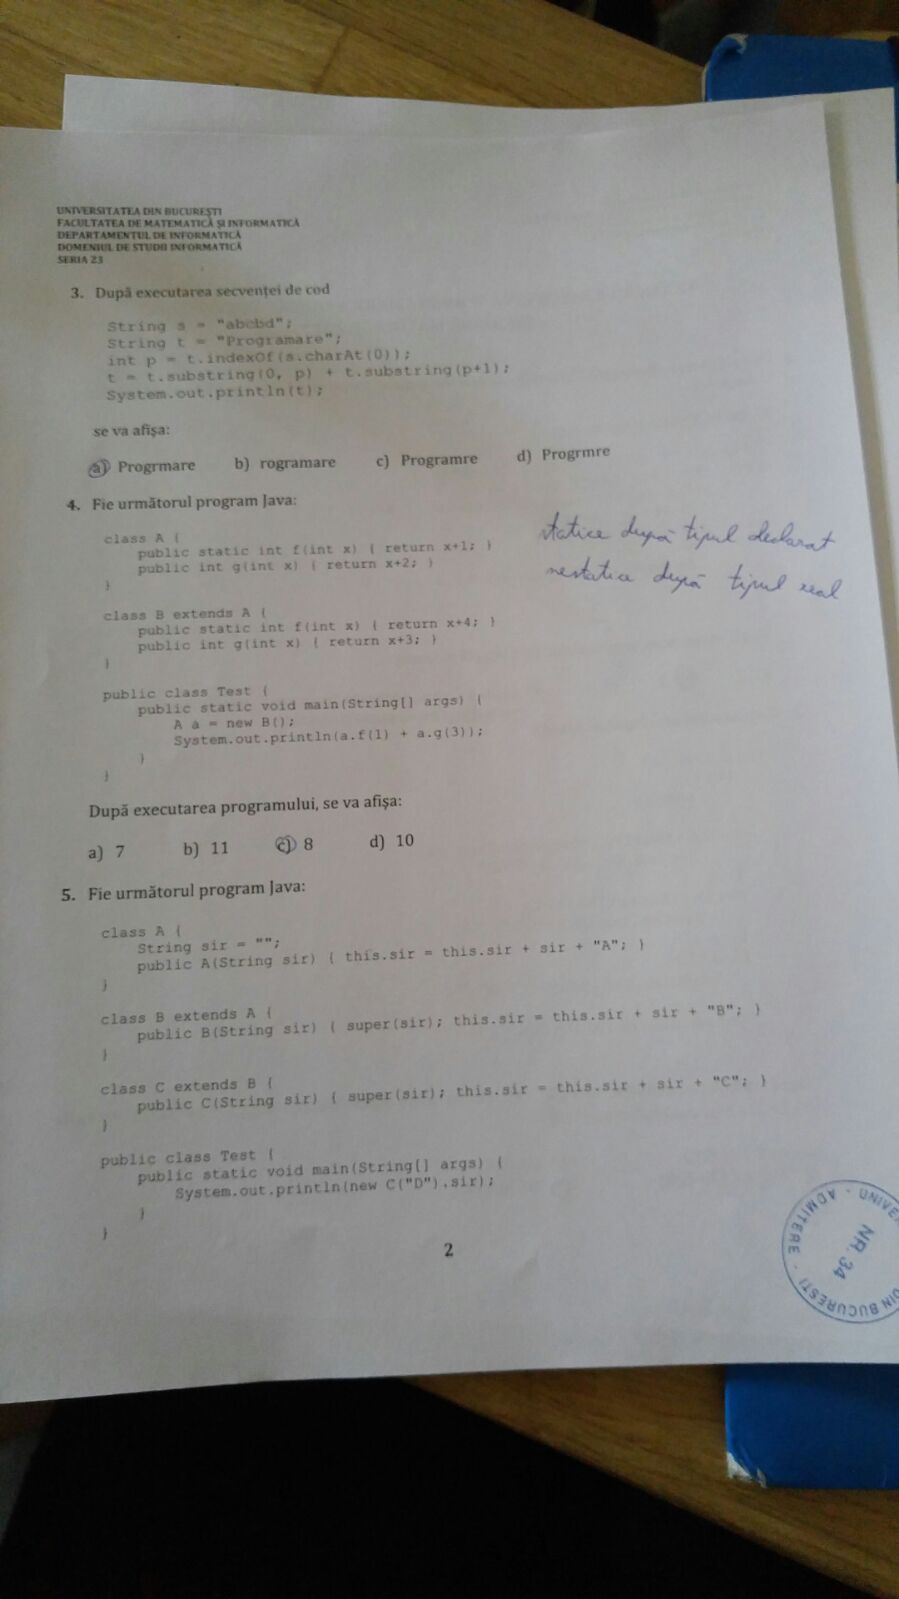 UNIVERSITATEA DIN BUCUREȘTI
FACULTATEA DE MATEMATICĂ ȘI INFORMATICĂ
DEPARTAMENTUL DE INFORMATICĂ
DOMENIUL DE STUDII INFORMATICĂ
SERIA 23
3. După executarea secvenței de cod
String s = "abcbd";
String t = "Programare";
int p = t.indexOf(s.charAt(0));
t = t.substring(0, p) + t.substring(p+1);
System.out.println(t);
se va afișa:
a) Progrmare b) rogramare c) Programre d) Progrmre
4. Fie următorul program Java:
class A {
public static int f(int x) { return x+1; }
public int g(int x) { return x+2; }
}
class B extends A {
public static int f(int x) { return x+4; }
public int g(int x) { return x+3; }
}
public class Test {
public static void main(String[] args) {
A a = new B();
System.out.println(a.f(1) + a.g(3));
}
}
statice după tipul declarat
nestatice după tipul real
După executarea programului, se va afișa:
a) 7 b) 11 c) 8 d) 10
5. Fie următorul program Java:
class A {
String sir = "";
public A(String sir) { this.sir = this.sir + sir + "A"; }
}
class B extends A {
public B(String sir) { super(sir); this.sir = this.sir + sir + "B"; }
}
class C extends B {
public C(String sir) { super(sir); this.sir = this.sir + sir + "C"; }
}
public class Test {
public static void main(String[] args) {
System.out.println(new C("D").sir);
}
}
2
ADMITERE
NR. 34
DIN BUCURESTI